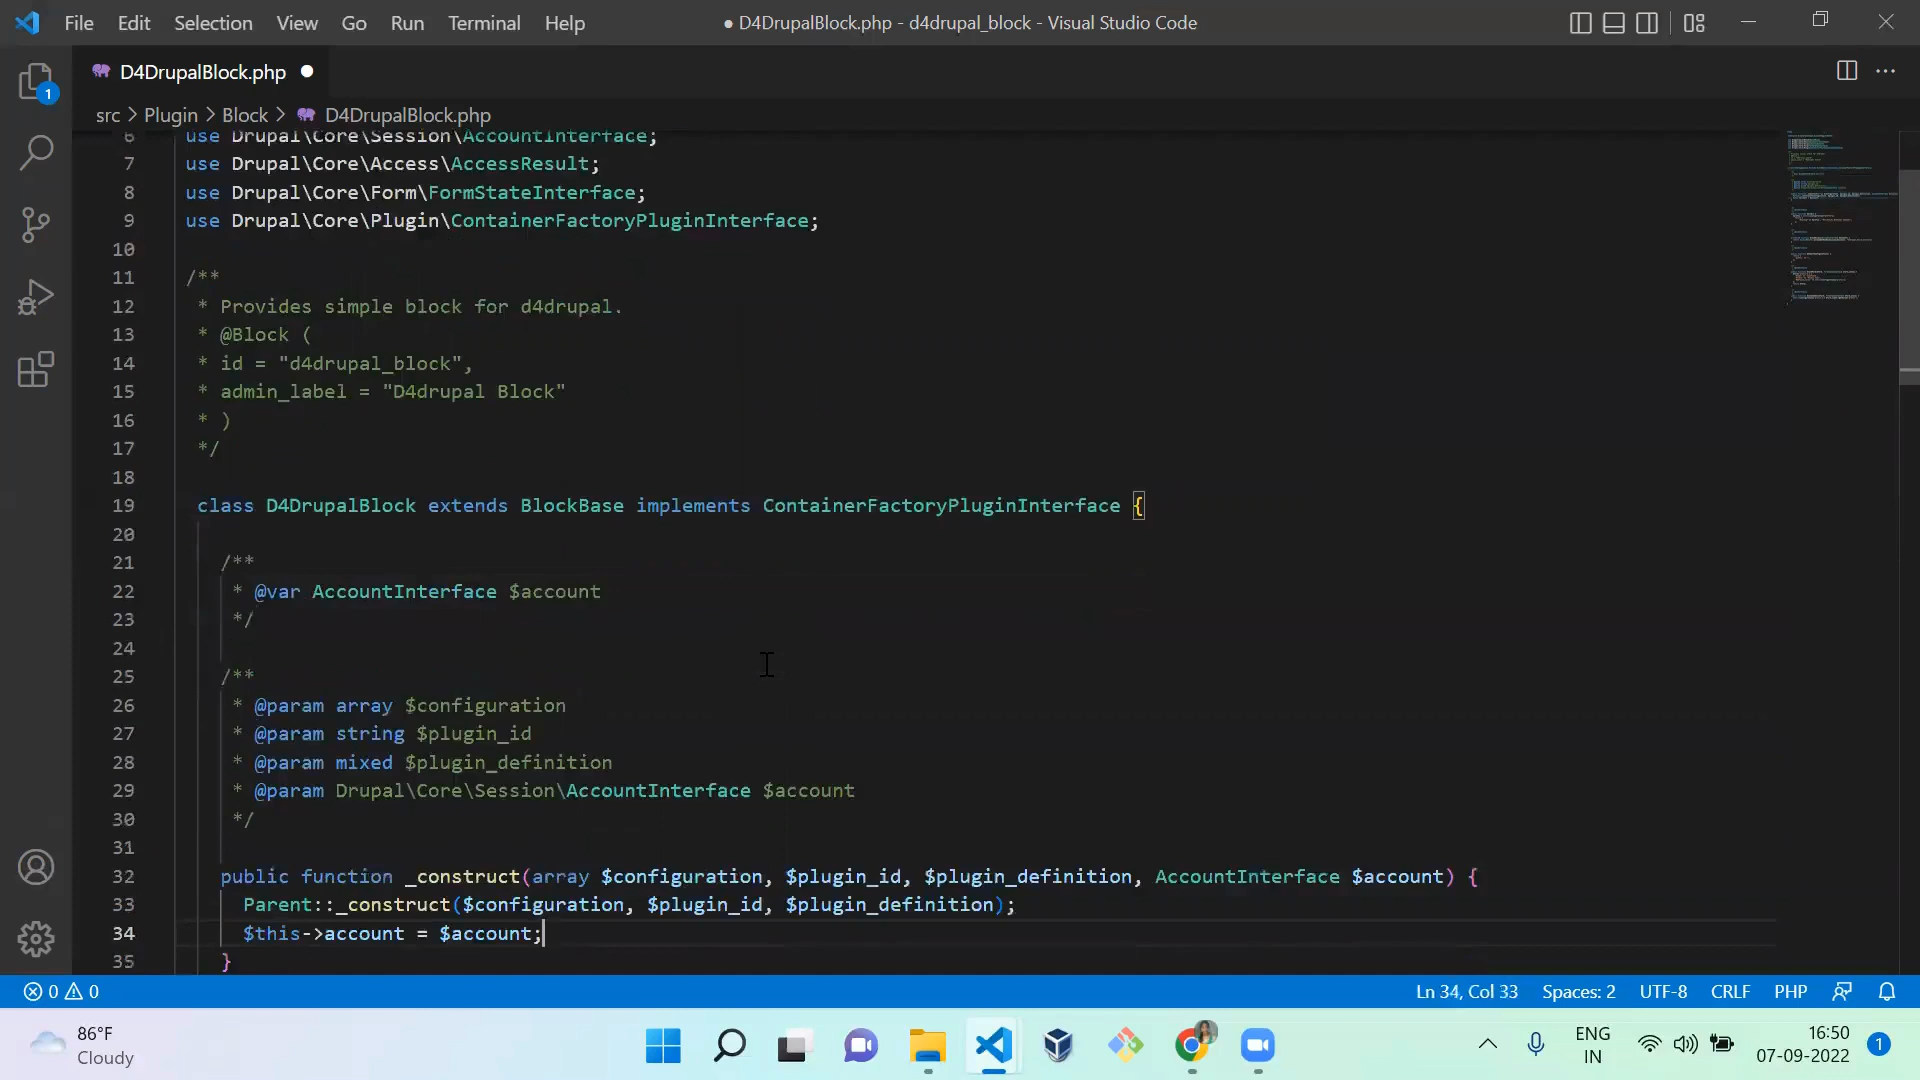 File Edit Selection View Go Run Terminal Help
● D4DrupalBlock.php - d4drupal_block - Visual Studio Code
D4DrupalBlock.php ●
1
src > Plugin > Block > D4DrupalBlock.php
6 use Drupal\Core\Session\AccountInterface;
7 use Drupal\Core\Access\AccessResult;
8 use Drupal\Core\Form\FormStateInterface;
9 use Drupal\Core\Plugin\ContainerFactoryPluginInterface;
10
11 /**
12 * Provides simple block for d4drupal.
13 * @Block (
14 * id = "d4drupal_block",
15 * admin_label = "D4drupal Block"
16 * )
17 */
18
19 class D4DrupalBlock extends BlockBase implements ContainerFactoryPluginInterface {
20
21 /**
22 * @var AccountInterface $account
23 */
24
25 /**
26 * @param array $configuration
27 * @param string $plugin_id
28 * @param mixed $plugin_definition
29 * @param Drupal\Core\Session\AccountInterface $account
30 */
31
32 public function _construct(array $configuration, $plugin_id, $plugin_definition, AccountInterface $account) {
33 Parent::_construct($configuration, $plugin_id, $plugin_definition);
34 $this->account = $account;
35 }
0 0 Ln 34, Col 33 Spaces: 2 UTF-8 CRLF PHP
86°F
Cloudy
ENG
IN
16:50
07-09-2022
1